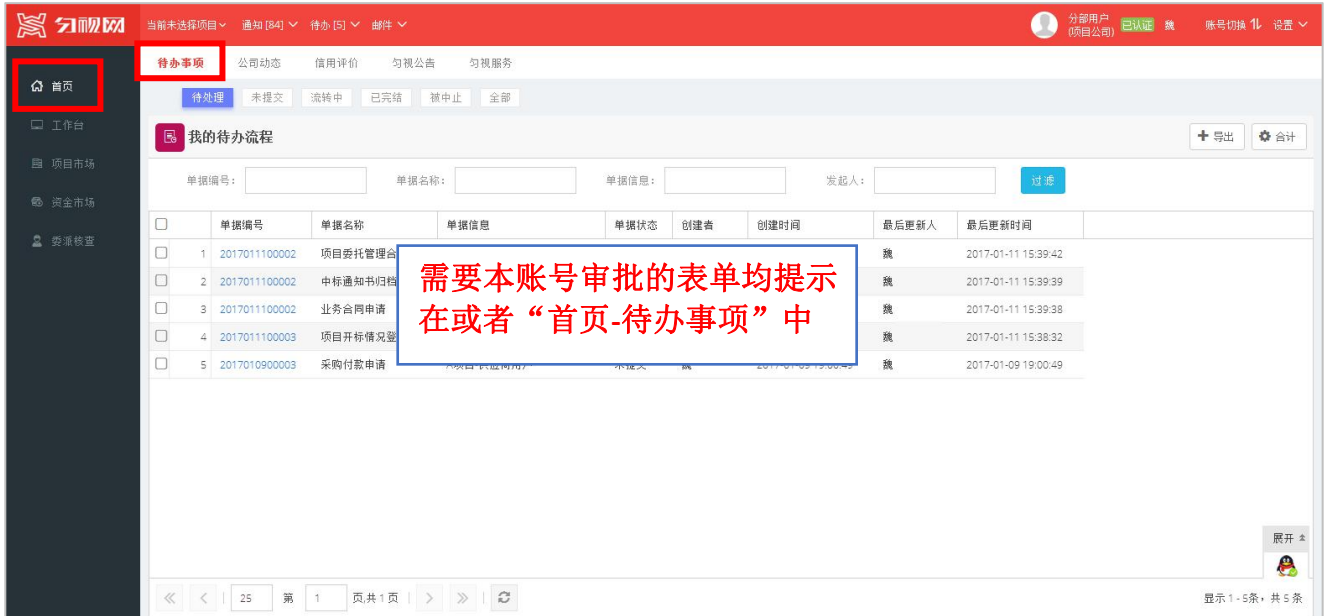 匀视网 当前未选择项目 通知 [84] 待办 [5] 邮件 分部用户 (项目公司) 已认证 魏 账号切换 设置
待办事项 公司动态 信用评价 匀視公告 匀視服务
首页
待处理 未提交 流转中 已完结 被中止 全部
工作台
我的待办流程 导出 合计
项目市场
单据编号: 单据名称: 单据信息: 发起人: 过滤
资金市场
单据编号 单据名称 单据信息 单据状态 创建者 创建时间 最后更新人 最后更新时间
委派核查
1 2017011100002 项目委托管理合 魏 2017-01-11 15:39:42
2 2017011100002 中标通知书归档 魏 2017-01-11 15:39:39
3 2017011100002 业务合同申请 魏 2017-01-11 15:39:38
4 2017011100003 项目开标情况登 魏 2017-01-11 15:38:32
5 2017010900003 采购付款申请 魏 2017-01-09 19:00:49
需要本账号审批的表单均提示
在或者“首页-待办事项”中
展开
25 第 1 页,共1页 显示 1 - 5条，共 5 条